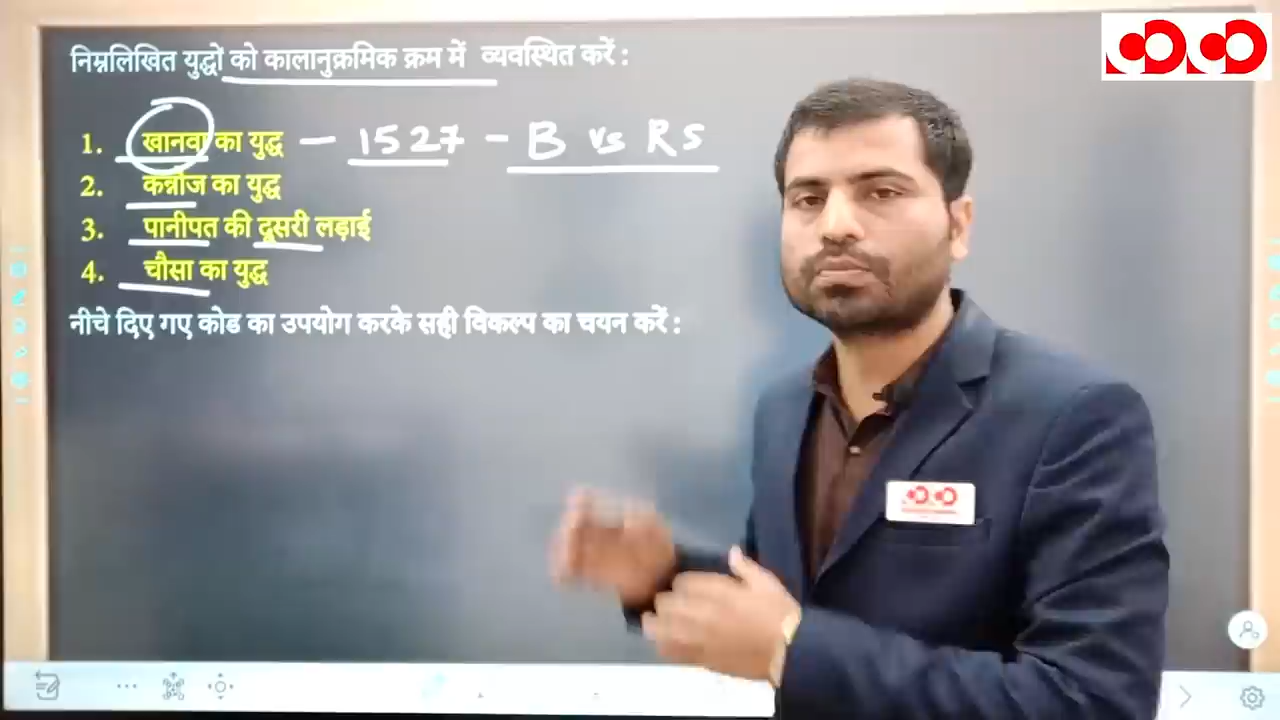 निम्नलिखित युद्धों को कालानुक्रमिक क्रम में व्यवस्थित करें :
1. खानवा का युद्ध — 1527 - B vs RS
2. कन्नौज का युद्ध
3. पानीपत की दूसरी लड़ाई
4. चौसा का युद्ध
नीचे दिए गए कोड का उपयोग करके सही विकल्प का चयन करें :